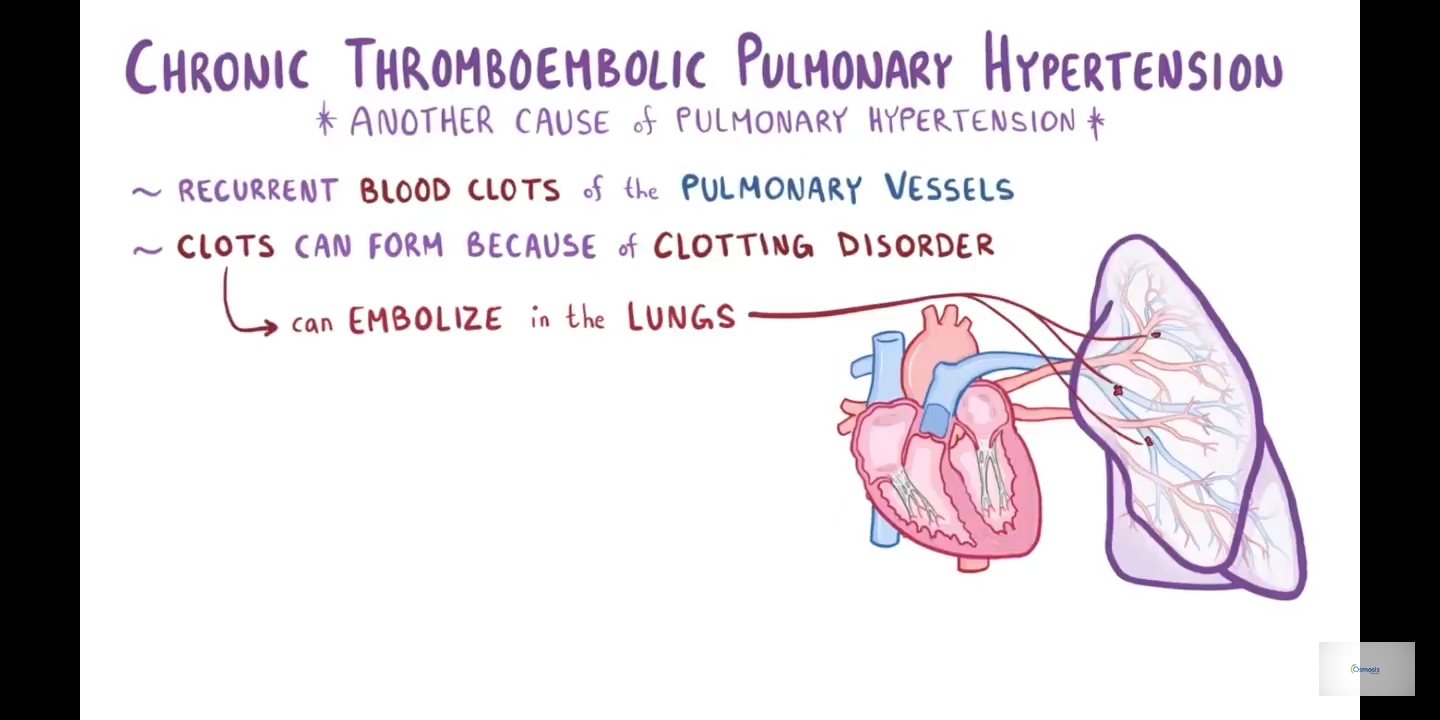 CHRONIC THROMBOEMBOLIC PULMONARY HYPERTENSION
* ANOTHER CAUSE of PULMONARY HYPERTENSION *
~ RECURRENT BLOOD CLOTS of the PULMONARY VESSELS
~ CLOTS CAN FORM BECAUSE of CLOTTING DISORDER
can EMBOLIZE in the LUNGS
Osmosis